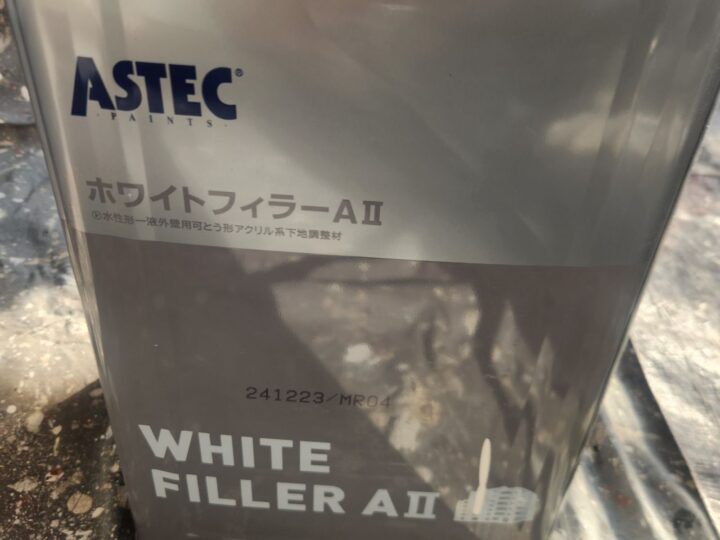 ASTEC®
PAINTS
ホワイトフィラーAⅡ
水性形一液外壁用可とう形アクリル系下地調整材
241223/MR04
WHITE
FILLER AⅡ